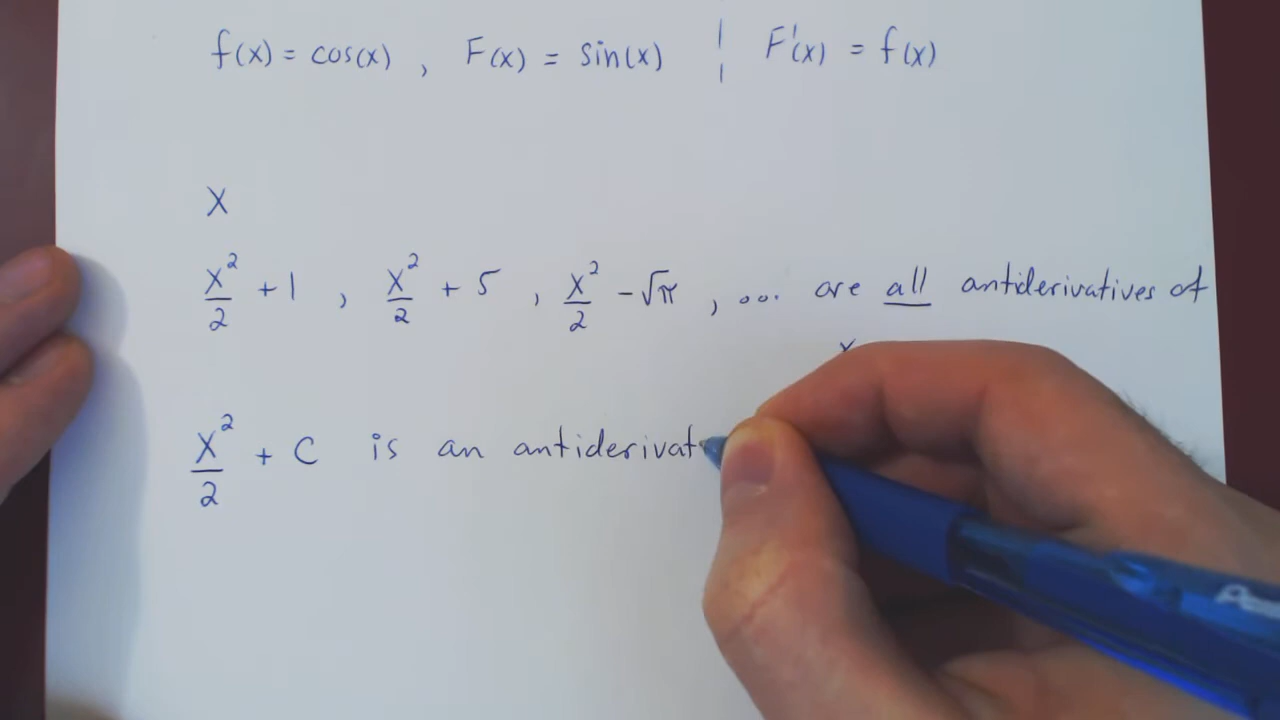 f(x) = cos(x) , F(x) = sin(x) | F'(x) = f(x)
x
x²/2 + 1 , x²/2 + 5 , x²/2 - √π , ... are all antiderivatives of
x
x²/2 + C is an antiderivat